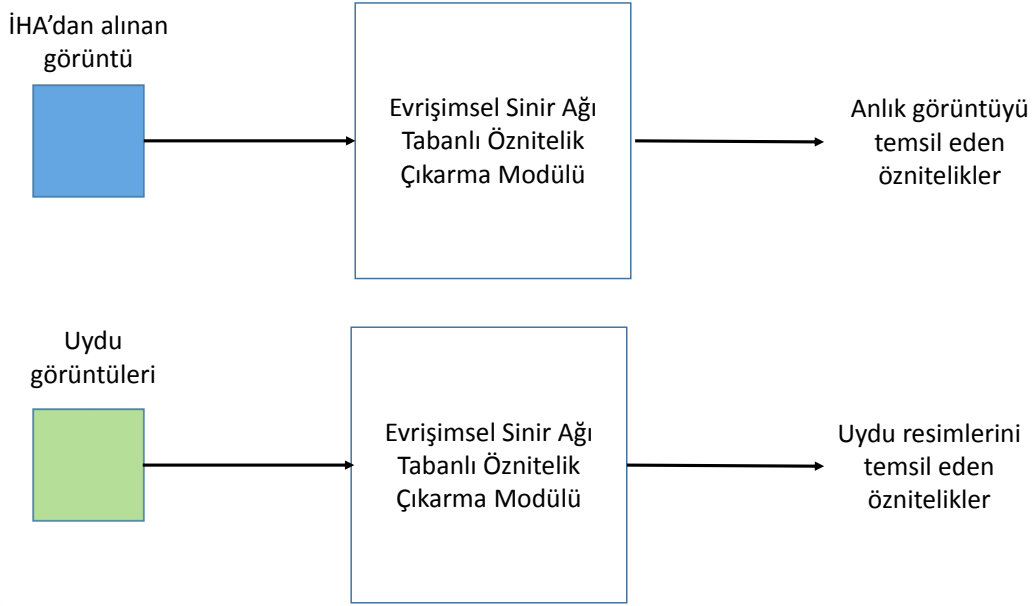 İHA’dan alınan
görüntü
Evrişimsel Sinir Ağı
Tabanlı Öznitelik
Çıkarma Modülü
Anlık görüntüyü
temsil eden
öznitelikler
Uydu
görüntüleri
Evrişimsel Sinir Ağı
Tabanlı Öznitelik
Çıkarma Modülü
Uydu resimlerini
temsil eden
öznitelikler